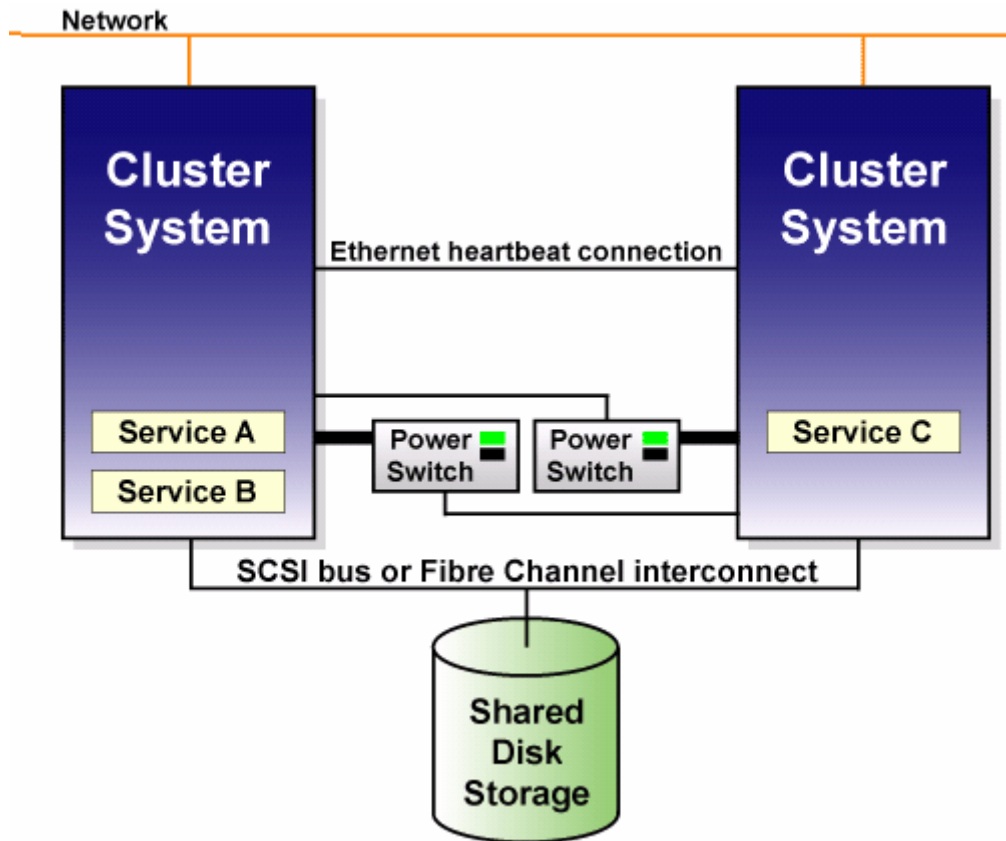 Network
Cluster
System
Cluster
System
Ethernet heartbeat connection
Service A
Service B
Power
Switch
Power
Switch
Service C
SCSI bus or Fibre Channel interconnect
Shared
Disk
Storage